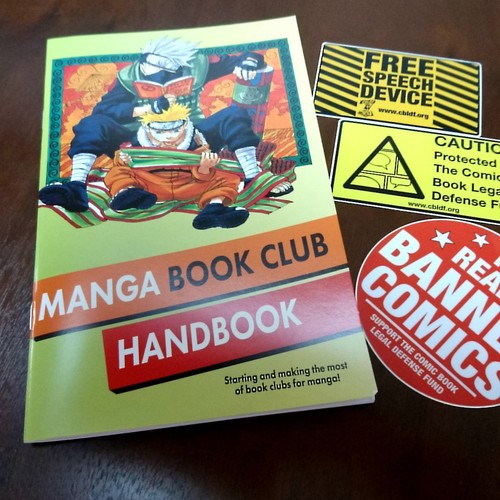 MANGA BOOK CLUB
HANDBOOK
Starting and making the most
of book clubs for manga!
FREE
SPEECH
DEVICE
www.cbldf.org
CAUTIO
Protected
The Comic
Book Lega
Defense F
www.cbldf.org
REA
BANNE
COMICS
SUPPORT THE COMIC BOOK
LEGAL DEFENSE FUND